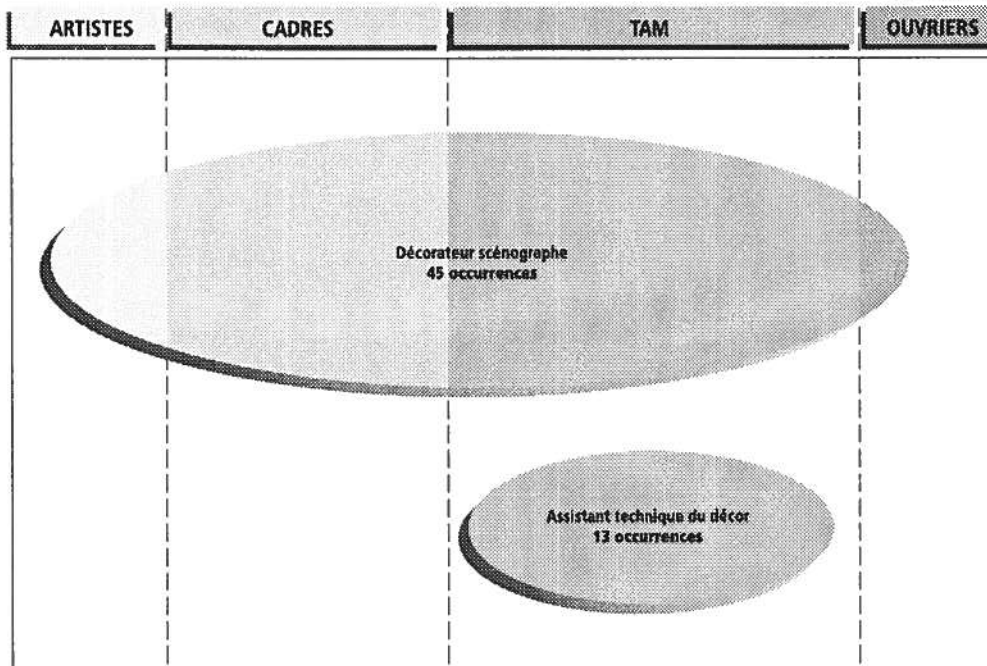 ARTISTES CADRES TAM OUVRIERS
Décorateur scénographe
45 occurrences
Assistant technique du décor
13 occurrences